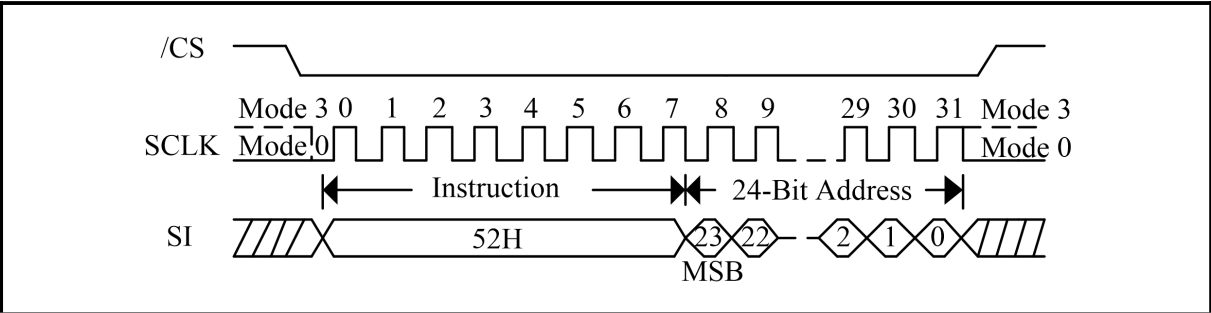 /CS
Mode 3 0 1 2 3 4 5 6 7 8 9 29 30 31 Mode 3
SCLK Mode 0 Mode 0
Instruction 24-Bit Address
SI 52H 23 22 2 1 0
MSB